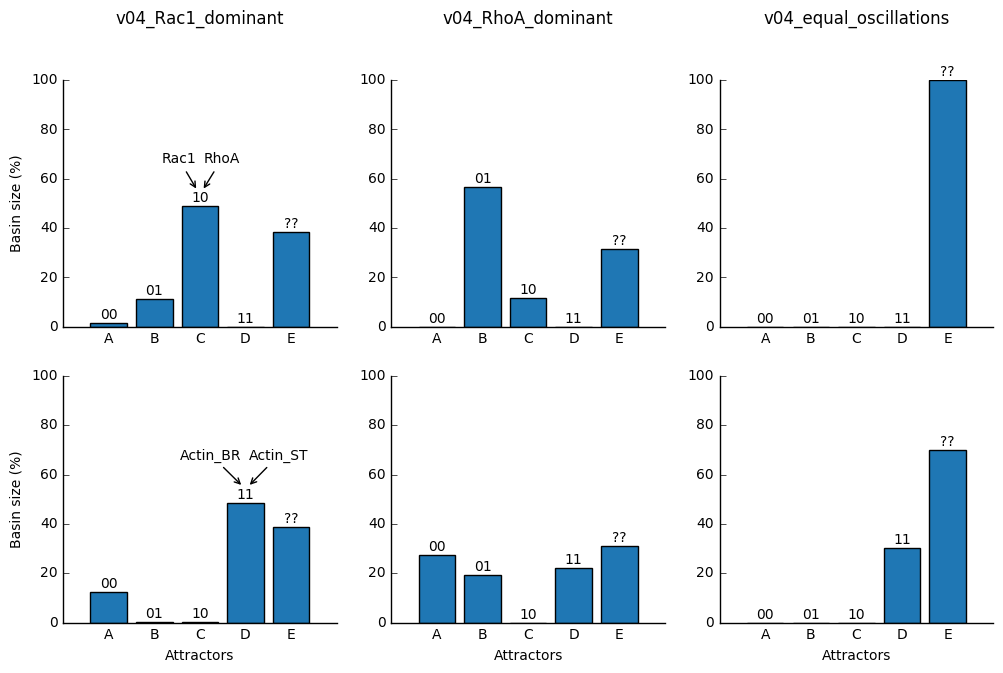 v04_Rac1_dominant v04_RhoA_dominant v04_equal_oscillations
Basin size (%)
100
80
60
40
20
0
Rac1 RhoA
00 01 10 11 ??
A B C D E
100
80
60
40
20
0
00 01 10 11 ??
A B C D E
100
80
60
40
20
0
00 01 10 11 ??
A B C D E
Basin size (%)
100
80
60
40
20
0
Actin_BR Actin_ST
00 01 10 11 ??
A B C D E
Attractors
100
80
60
40
20
0
00 01 10 11 ??
A B C D E
Attractors
100
80
60
40
20
0
00 01 10 11 ??
A B C D E
Attractors